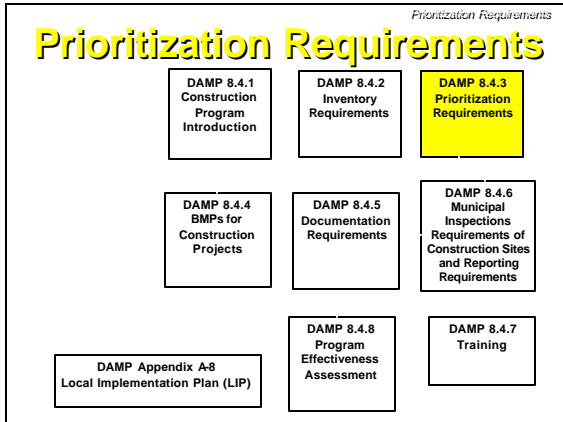 Prioritization Requirements
Prioritization Requirements
DAMP 8.4.1
Construction
Program
Introduction
DAMP 8.4.2
Inventory
Requirements
DAMP 8.4.3
Prioritization
Requirements
DAMP 8.4.4
BMPs for
Construction
Projects
DAMP 8.4.5
Documentation
Requirements
DAMP 8.4.6
Municipal
Inspections
Requirements of
Construction Sites
and Reporting
Requirements
DAMP Appendix A-8
Local Implementation Plan (LIP)
DAMP 8.4.8
Program
Effectiveness
Assessment
DAMP 8.4.7
Training